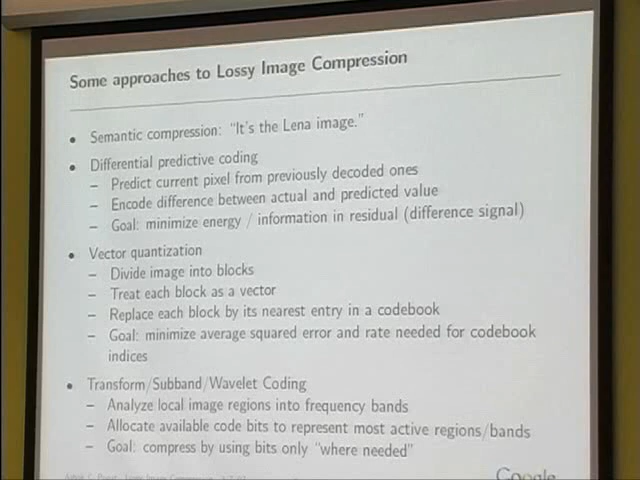 Some approaches to Lossy Image Compression
• Semantic compression: “It's the Lena image.”
• Differential predictive coding
– Predict current pixel from previously decoded ones
– Encode difference between actual and predicted value
– Goal: minimize energy / information in residual (difference signal)
• Vector quantization
– Divide image into blocks
– Treat each block as a vector
– Replace each block by its nearest entry in a codebook
– Goal: minimize average squared error and rate needed for codebook
indices
• Transform/Subband/Wavelet Coding
– Analyze local image regions into frequency bands
– Allocate available code bits to represent most active regions/bands
– Goal: compress by using bits only “where needed”
Google